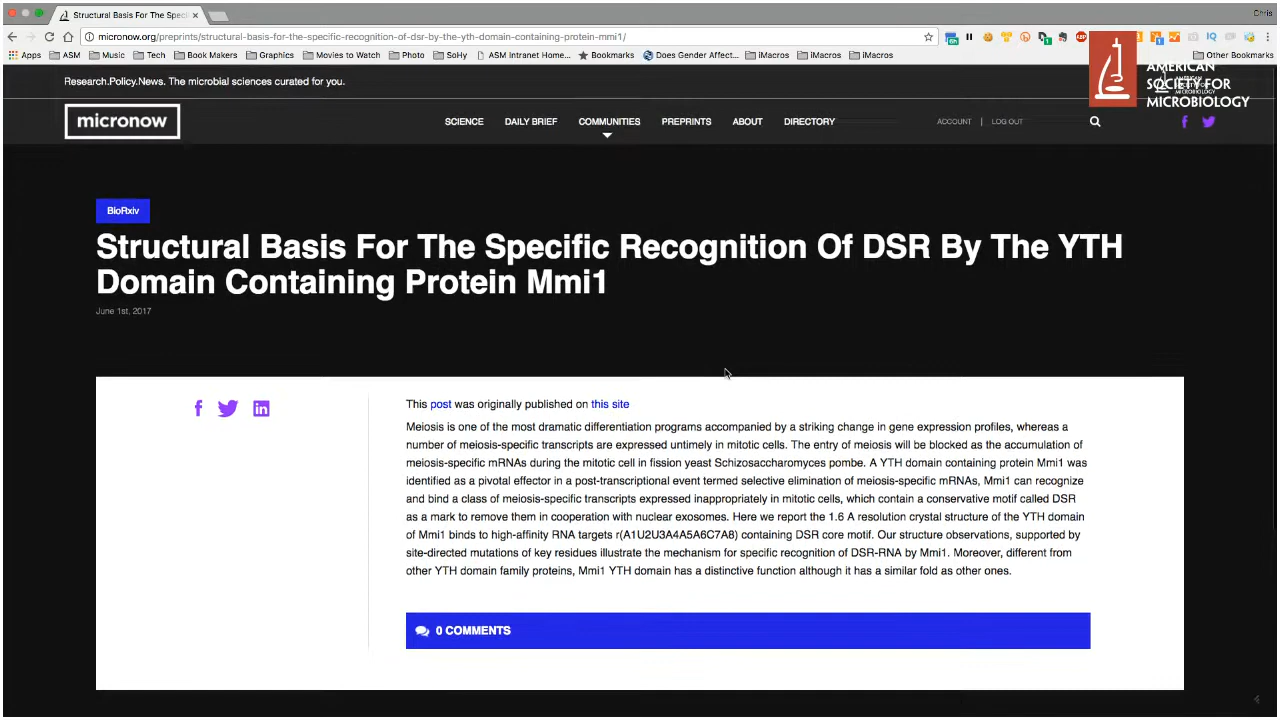 Structural Basis For The Speci
Chris
micronow.org/preprints/structural-basis-for-the-specific-recognition-of-dsr-by-the-yth-domain-containing-protein-mmi1/
Apps ASM Music Tech Book Makers Graphics Movies to Watch Photo SoHy ASM Intranet Home... Bookmarks Does Gender Affect... iMacros iMacros iMacros Other Bookmarks
AMERICAN
SOCIETY FOR
MICROBIOLOGY
Research.Policy.News. The microbial sciences curated for you.
micronow
SCIENCE DAILY BRIEF COMMUNITIES PREPRINTS ABOUT DIRECTORY ACCOUNT | LOG OUT
BioRxiv
Structural Basis For The Specific Recognition Of DSR By The YTH
Domain Containing Protein Mmi1
June 1st, 2017
This post was originally published on this site
Meiosis is one of the most dramatic differentiation programs accompanied by a striking change in gene expression profiles, whereas a
number of meiosis-specific transcripts are expressed untimely in mitotic cells. The entry of meiosis will be blocked as the accumulation of
meiosis-specific mRNAs during the mitotic cell in fission yeast Schizosaccharomyces pombe. A YTH domain containing protein Mmi1 was
identified as a pivotal effector in a post-transcriptional event termed selective elimination of meiosis-specific mRNAs, Mmi1 can recognize
and bind a class of meiosis-specific transcripts expressed inappropriately in mitotic cells, which contain a conservative motif called DSR
as a mark to remove them in cooperation with nuclear exosomes. Here we report the 1.6 A resolution crystal structure of the YTH domain
of Mmi1 binds to high-affinity RNA targets r(A1U2U3A4A5A6C7A8) containing DSR core motif. Our structure observations, supported by
site-directed mutations of key residues illustrate the mechanism for specific recognition of DSR-RNA by Mmi1. Moreover, different from
other YTH domain family proteins, Mmi1 YTH domain has a distinctive function although it has a similar fold as other ones.
0 COMMENTS